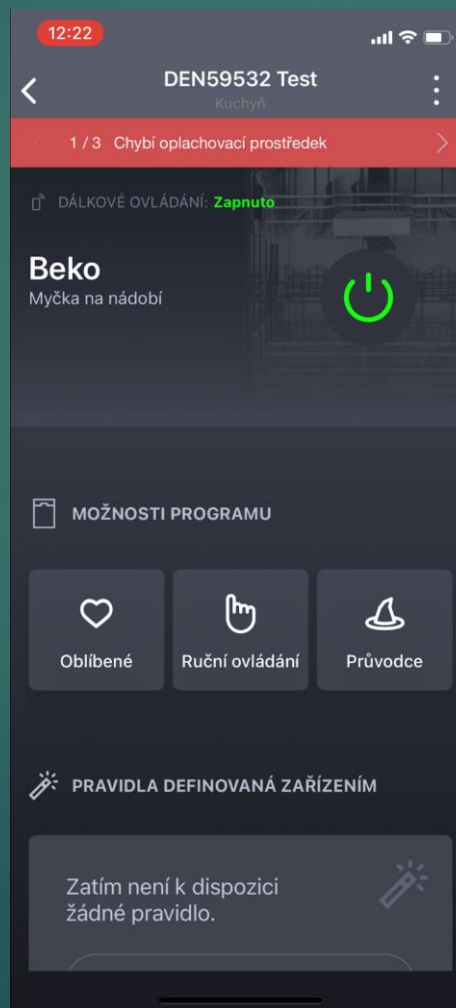 12:22
DEN59532 Test
Kuchyň
1 / 3 Chybí oplachovací prostředek
DÁLKOVÉ OVLÁDÁNÍ: Zapnuto
Beko
Myčka na nádobí
MOŽNOSTI PROGRAMU
Oblíbené
Ruční ovládání
Průvodce
PRAVIDLA DEFINOVANÁ ZAŘÍZENÍM
Zatím není k dispozici
žádné pravidlo.